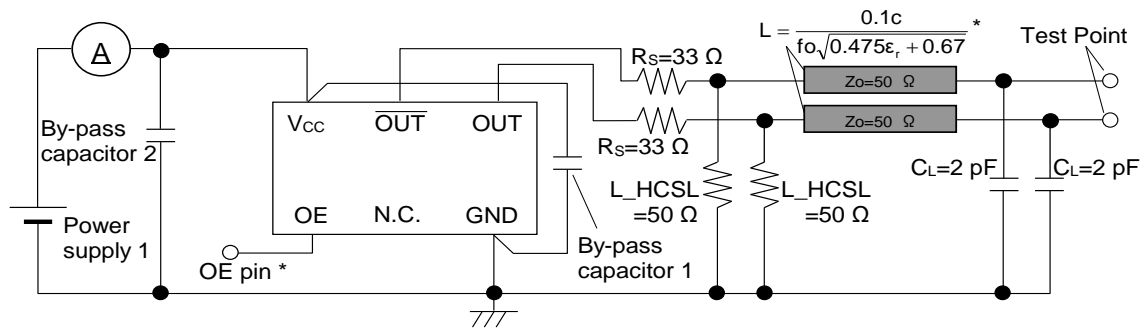 A
By-pass
capacitor 2
Power
supply 1
VCC
OUT
OUT
OE
N.C.
GND
OE pin *
By-pass
capacitor 1
RS=33 Ω
RS=33 Ω
L_HCSL
=50 Ω
L_HCSL
=50 Ω
L = 0.1c / fo√0.475εr + 0.67 *
Zo=50 Ω
Zo=50 Ω
Test Point
CL=2 pF
CL=2 pF